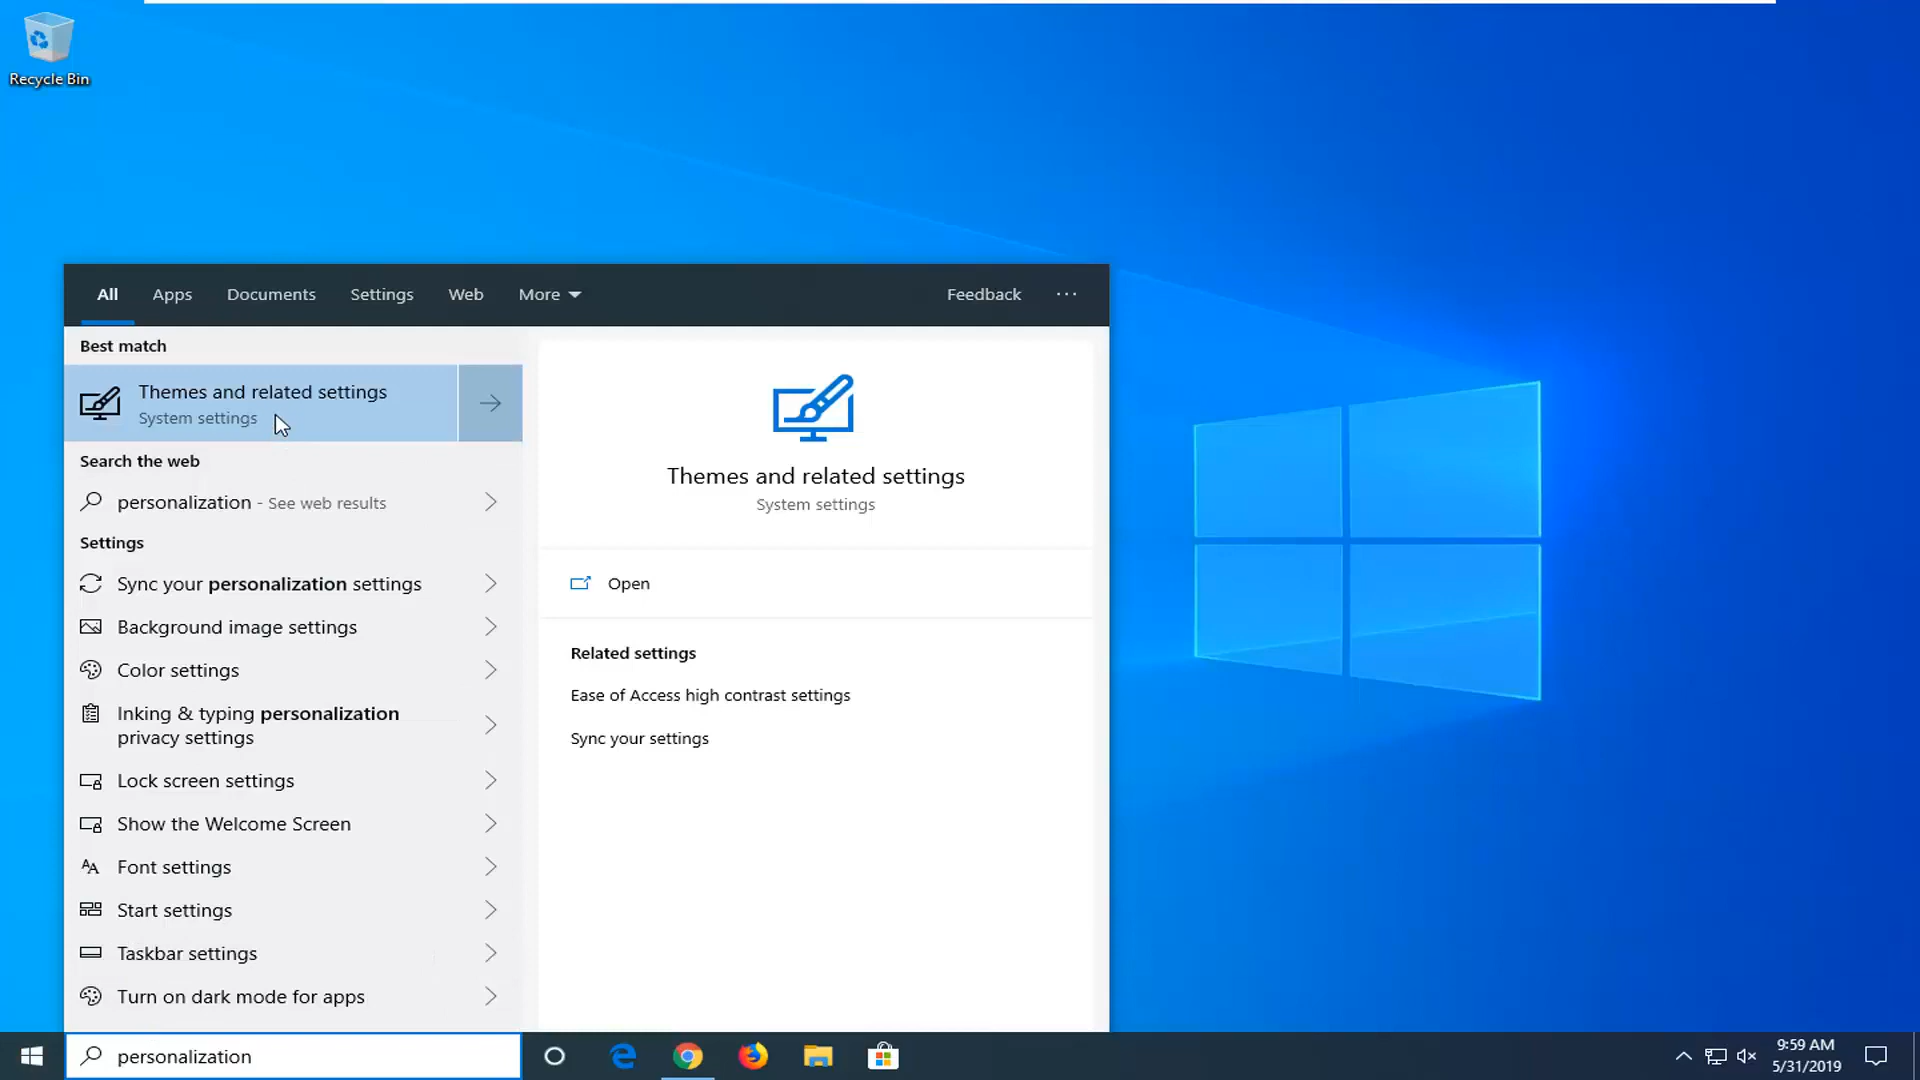 Recycle Bin
All Apps Documents Settings Web More Feedback ...
Best match
Themes and related settings
System settings
Search the web
personalization - See web results
Settings
Sync your personalization settings
Background image settings
Color settings
Inking & typing personalization
privacy settings
Lock screen settings
Show the Welcome Screen
Font settings
Start settings
Taskbar settings
Turn on dark mode for apps
Themes and related settings
System settings
Open
Related settings
Ease of Access high contrast settings
Sync your settings
personalization
9:59 AM
5/31/2019